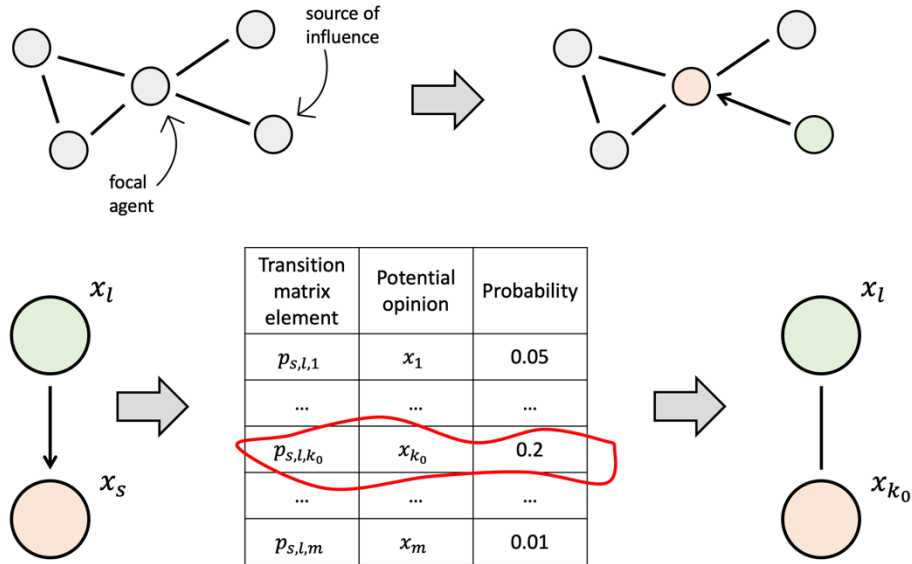 source of
influence
focal
agent
x_l
x_s
Transition
matrix
element
Potential
opinion
Probability
p_{s,l,1} x_1 0.05
... ... ...
p_{s,l,k_0} x_{k_0} 0.2
... ... ...
p_{s,l,m} x_m 0.01
x_l
x_{k_0}